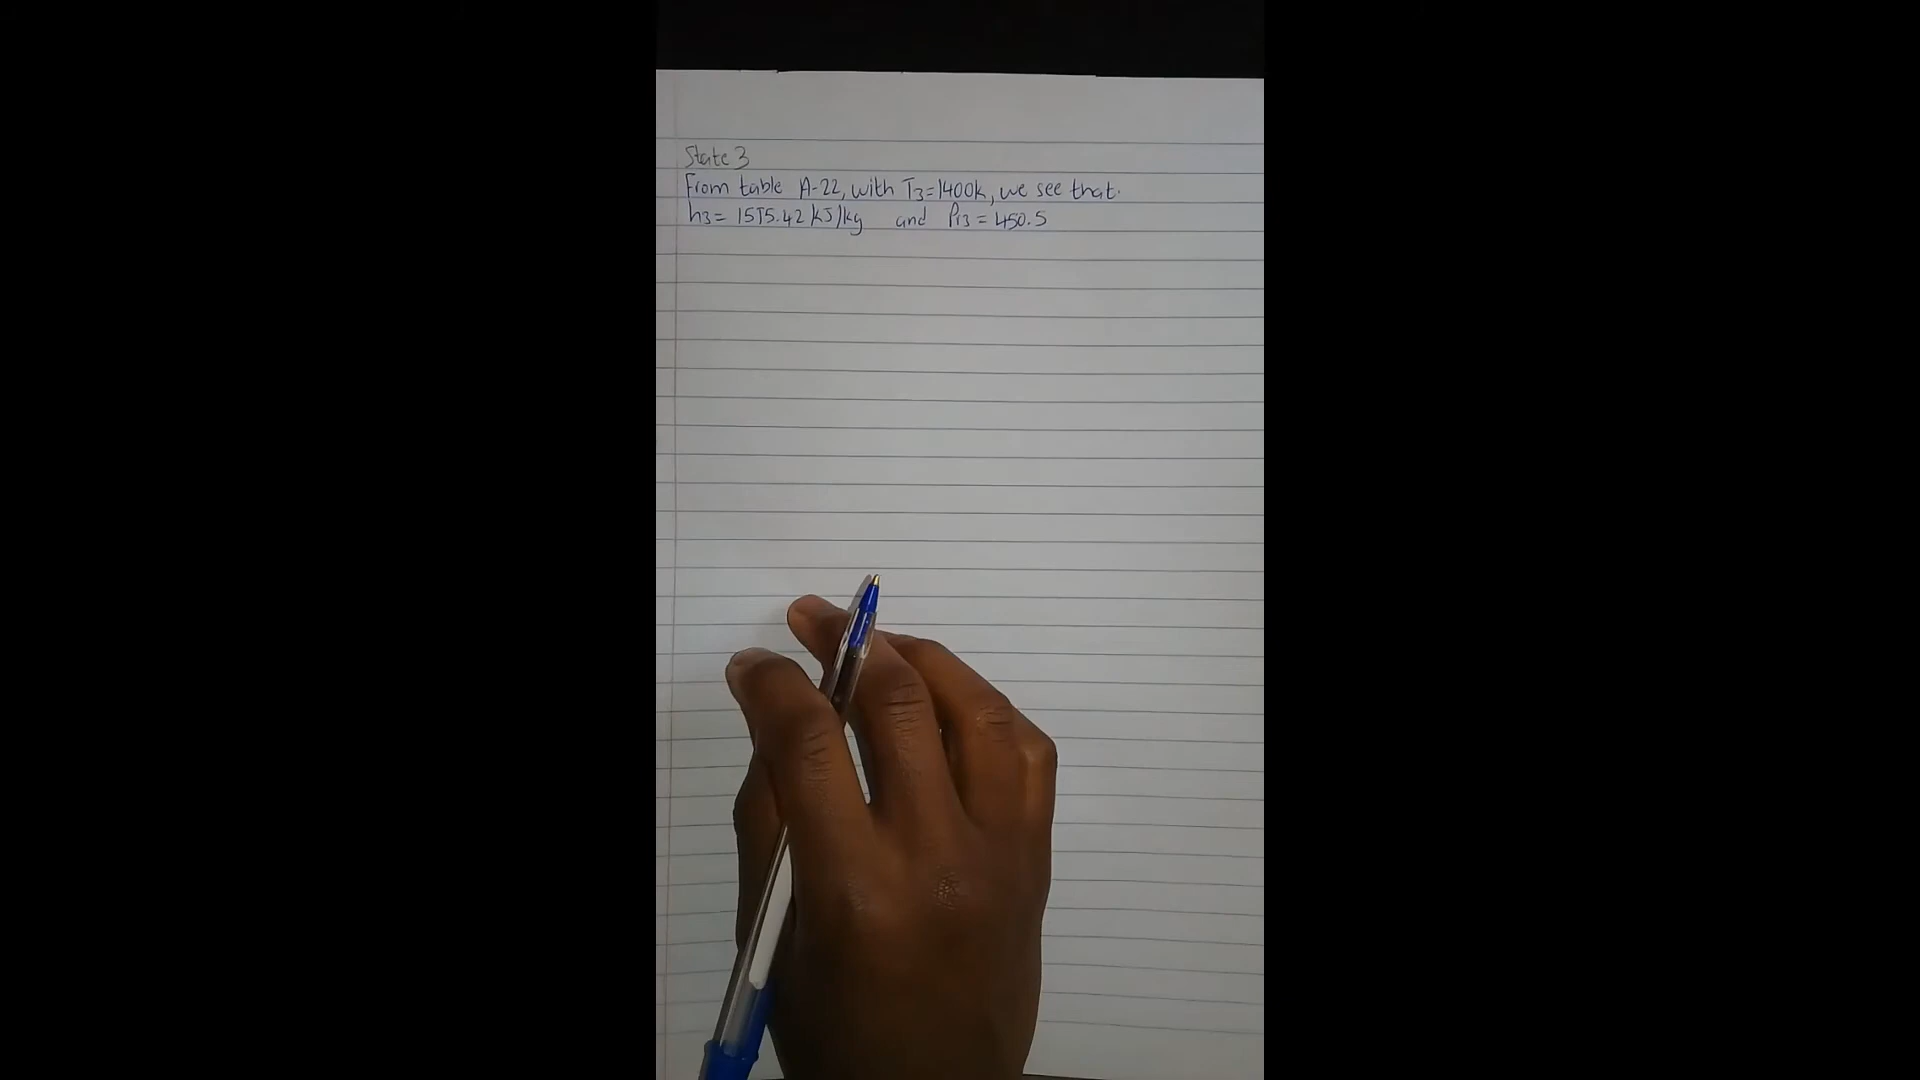 State 3
From table A-22, with T3=1400k, we see that.
h3= 1515.42 kJ/kg and Pr3 = 450.5